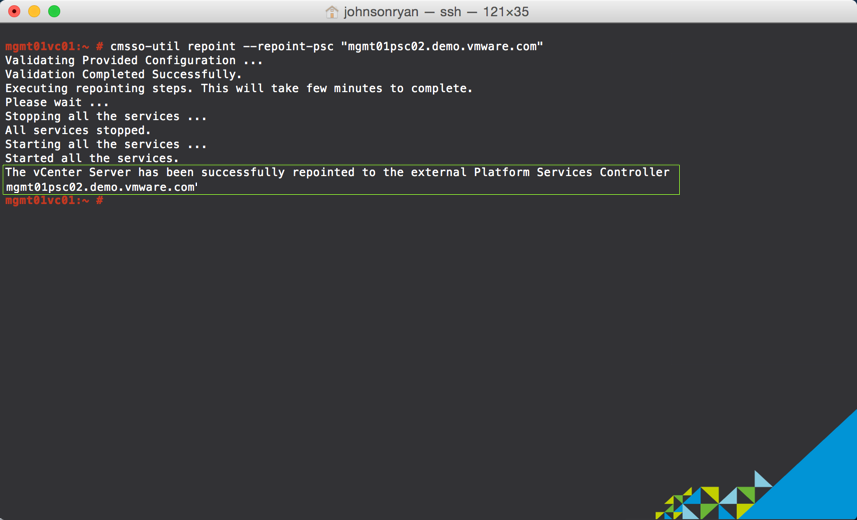 johnsonryan — ssh — 121×35
mgmt01vc01:~ # cmsso-util repoint --repoint-psc "mgmt01psc02.demo.vmware.com"
Validating Provided Configuration ...
Validation Completed Successfully.
Executing repointing steps. This will take few minutes to complete.
Please wait ...
Stopping all the services ...
All services stopped.
Starting all the services ...
Started all the services.
The vCenter Server has been successfully repointed to the external Platform Services Controller
mgmt01psc02.demo.vmware.com'
mgmt01vc01:~ #